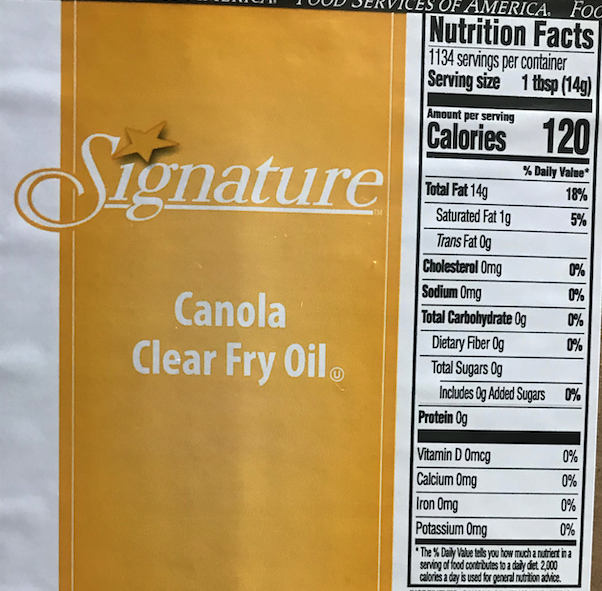 FOOD SERVICES OF AMERICA.
Signature
TM
Canola
Clear Fry Oil
U
Nutrition Facts
1134 servings per container
Serving size 1 tbsp (14g)
Amount per serving
Calories 120
% Daily Value*
Total Fat 14g 18%
Saturated Fat 1g 5%
Trans Fat 0g
Cholesterol 0mg 0%
Sodium 0mg 0%
Total Carbohydrate 0g 0%
Dietary Fiber 0g 0%
Total Sugars 0g
Includes 0g Added Sugars 0%
Protein 0g
Vitamin D 0mcg 0%
Calcium 0mg 0%
Iron 0mg 0%
Potassium 0mg 0%
* The % Daily Value tells you how much a nutrient in a
serving of food contributes to a daily diet. 2,000
calories a day is used for general nutrition advice.